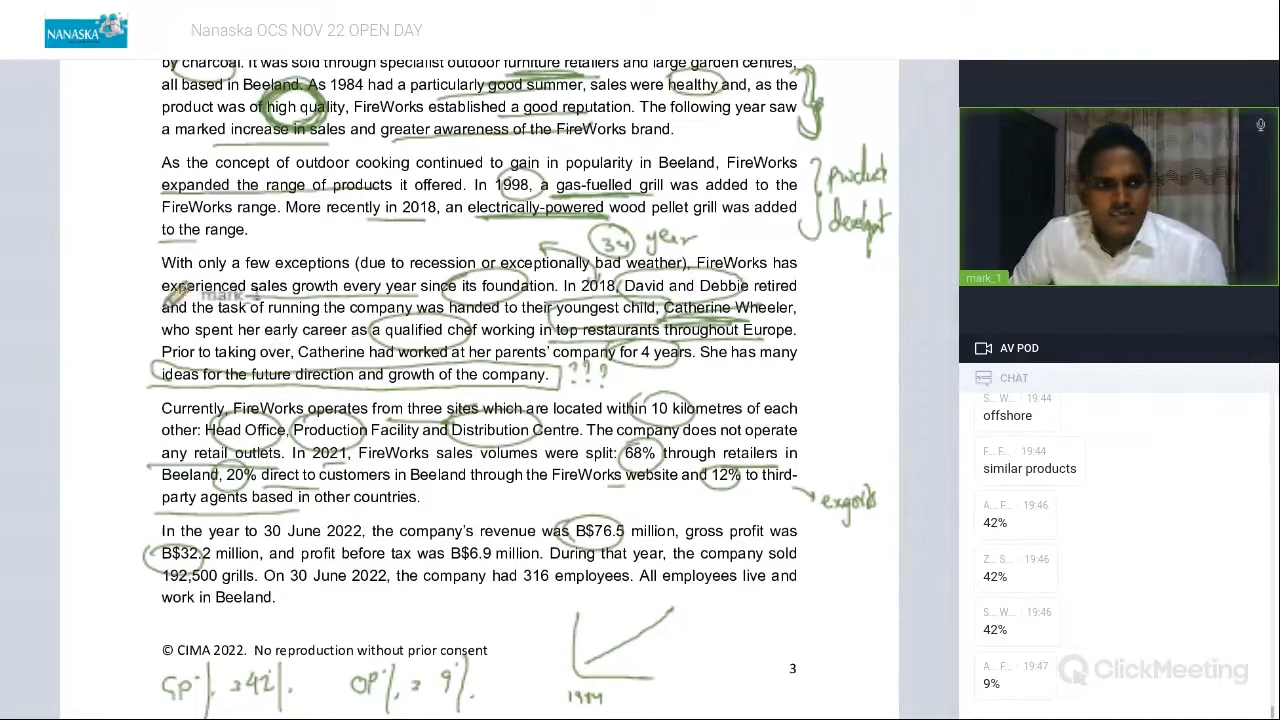 NANASKA
Nanaska OCS NOV 22 OPEN DAY
by charcoal. It was sold through specialist outdoor furniture retailers and large garden centres,
all based in Beeland. As 1984 had a particularly good summer, sales were healthy and, as the
product was of high quality, FireWorks established a good reputation. The following year saw
a marked increase in sales and greater awareness of the FireWorks brand.
As the concept of outdoor cooking continued to gain in popularity in Beeland, FireWorks
expanded the range of products it offered. In 1998, a gas-fuelled grill was added to the
FireWorks range. More recently in 2018, an electrically-powered wood pellet grill was added
to the range.
product
34 year
With only a few exceptions (due to recession or exceptionally bad weather), FireWorks has
experienced sales growth every year since its foundation. In 2018, David and Debbie retired
mark_1
and the task of running the company was handed to their youngest child, Catherine Wheeler,
who spent her early career as a qualified chef working in top restaurants throughout Europe.
Prior to taking over, Catherine had worked at her parents' company for 4 years. She has many
ideas for the future direction and growth of the company. ???
Currently, FireWorks operates from three sites which are located within 10 kilometres of each
other: Head Office, Production Facility and Distribution Centre. The company does not operate
any retail outlets. In 2021, FireWorks sales volumes were split: 68% through retailers in
Beeland, 20% direct to customers in Beeland through the FireWorks website and 12% to third-
party agents based in other countries.
exports
In the year to 30 June 2022, the company's revenue was B$76.5 million, gross profit was
B$32.2 million, and profit before tax was B$6.9 million. During that year, the company sold
192,500 grills. On 30 June 2022, the company had 316 employees. All employees live and
work in Beeland.
© CIMA 2022. No reproduction without prior consent
3
GP% = 42%. OP% = 9%.
1984
mark_1
AV POD
CHAT
S... W... 19:44
offshore
F... F... 19:44
similar products
A... F... 19:46
42%
Z... S... 19:46
42%
S... W... 19:46
42%
A... F... 19:47
9%
ClickMeeting